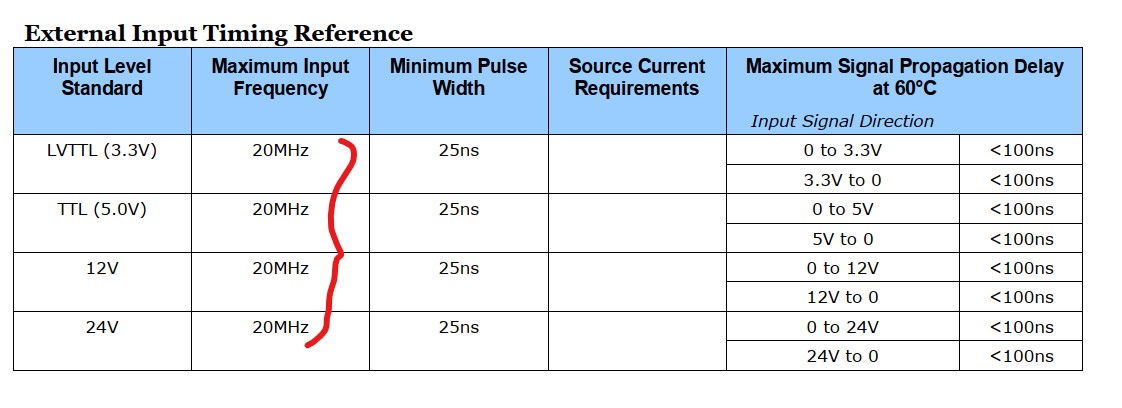 External Input Timing Reference
Input Level Standard Maximum Input Frequency Minimum Pulse Width Source Current Requirements Maximum Signal Propagation Delay at 60°C
Input Signal Direction
LVTTL (3.3V) 20MHz 25ns 0 to 3.3V <100ns
3.3V to 0 <100ns
TTL (5.0V) 20MHz 25ns 0 to 5V <100ns
5V to 0 <100ns
12V 20MHz 25ns 0 to 12V <100ns
12V to 0 <100ns
24V 20MHz 25ns 0 to 24V <100ns
24V to 0 <100ns